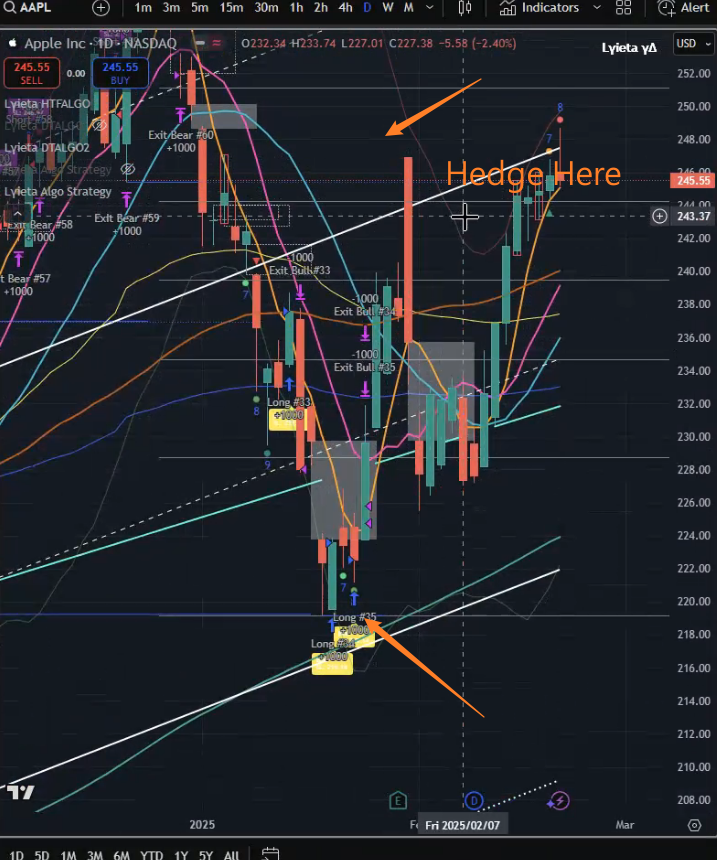 AAPL 1m 3m 5m 15m 30m 1h 2h 4h D W M Indicators Alert
Apple Inc · 1D · NASDAQ O232.34 H233.74 L227.01 C227.38 -5.58 (-2.40%)
Lyieta γΔ
USD
245.55
SELL
0.00
245.55
BUY
Lyieta HTFALGO
Short #58
Lyieta DTALGO
Lyieta DTALGO2
Lyieta Algo Strategy
Lyieta Algo Strategy
Exit Bear #60
+1000
Exit Bear #59
+1000
Exit Bear #58
+1000
t Bear #57
+1000
-1000
Exit Bull #33
-1000
Exit Bull #34
-1000
Exit Bull #35
Long #33
+1000
Long #35
+1000
Long #34
+1000
7
8
9
7
8
7
Hedge Here
252.00
250.00
248.00
245.55
243.37
242.00
240.00
238.00
236.00
234.00
232.00
230.00
228.00
226.00
224.00
222.00
220.00
218.00
216.00
214.00
212.00
210.00
208.00
E
D
2025
Fri 2025/02/07
Mar
1D 5D 1M 3M 6M YTD 1Y 5Y All